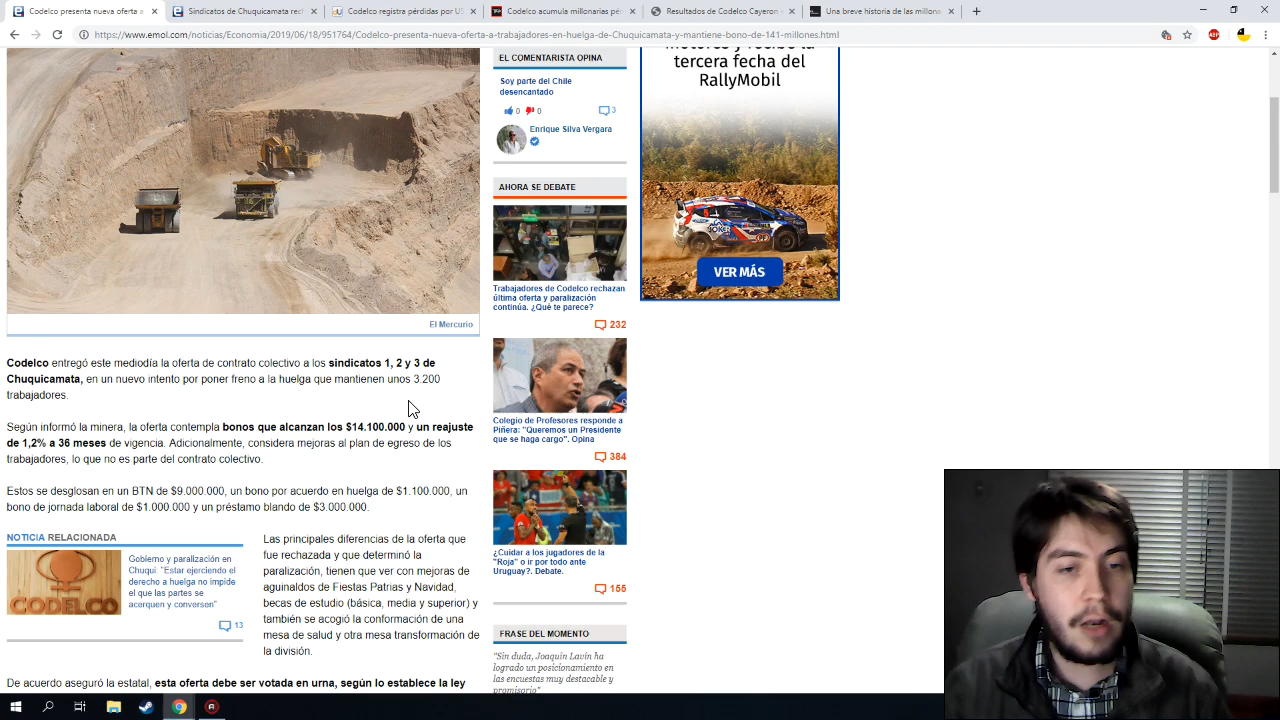 Codelco presenta nueva oferta a
Sindicatos de Chuquicamata rech
Codelco registra pérdidas por US
Codelco acumula millonarias pér
Resultados de Codelco Cayeron
Una breve historia de las millona
https://www.emol.com/noticias/Economia/2019/06/18/951764/Codelco-presenta-nueva-oferta-a-trabajadores-en-huelga-de-Chuquicamata-y-mantiene-bono-de-141-millones.html
El Mercurio
Codelco entregó este mediodía la oferta de contrato colectivo a los sindicatos 1, 2 y 3 de
Chuquicamata, en un nuevo intento por poner freno a la huelga que mantienen unos 3.200
trabajadores.
Según informó la minera, la oferta contempla bonos que alcanzan los $14.100.000 y un reajuste
de 1,2% a 36 meses de vigencia. Adicionalmente, considera mejoras al plan de egreso de los
trabajadores, lo que no es parte del contrato colectivo.
Estos se desglosan en un BTN de $9.000.000, un bono por acuerdo en huelga de $1.100.000, un
bono de jornada laboral de $1.000.000 y un préstamo blando de $3.000.000.
NOTICIA RELACIONADA
CODELCO
Gobierno y paralización en
Chuqui: "Estar ejerciendo el
derecho a huelga no impide
el que las partes se
acerquen y conversen"
13
Las principales diferencias de la oferta que
fue rechazada y que determinó la
paralización, tienen que ver con mejoras de
aguinaldos de Fiestas Patrias y Navidad,
becas de estudio (básica, media y superior) y
también se acogió la conformación de una
mesa de salud y otra mesa transformación de
la división.
De acuerdo aseguró la estatal, esta oferta debe ser votada en urna, según lo establece la ley
EL COMENTARISTA OPINA
Soy parte del Chile
desencantado
0
0
3
Enrique Silva Vergara
AHORA SE DEBATE
Trabajadores de Codelco rechazan
última oferta y paralización
continúa. ¿Qué te parece?
232
Colegio de Profesores responde a
Piñera: "Queremos un Presidente
que se haga cargo". Opina
384
¿Cuidar a los jugadores de la
"Roja" o ir por todo ante
Uruguay?. Debate.
155
FRASE DEL MOMENTO
"Sin duda, Joaquín Lavín ha
logrado un posicionamiento en
las encuestas muy destacable y
promisorio"
motores y recibe la
tercera fecha del
RallyMobil
VER MÁS